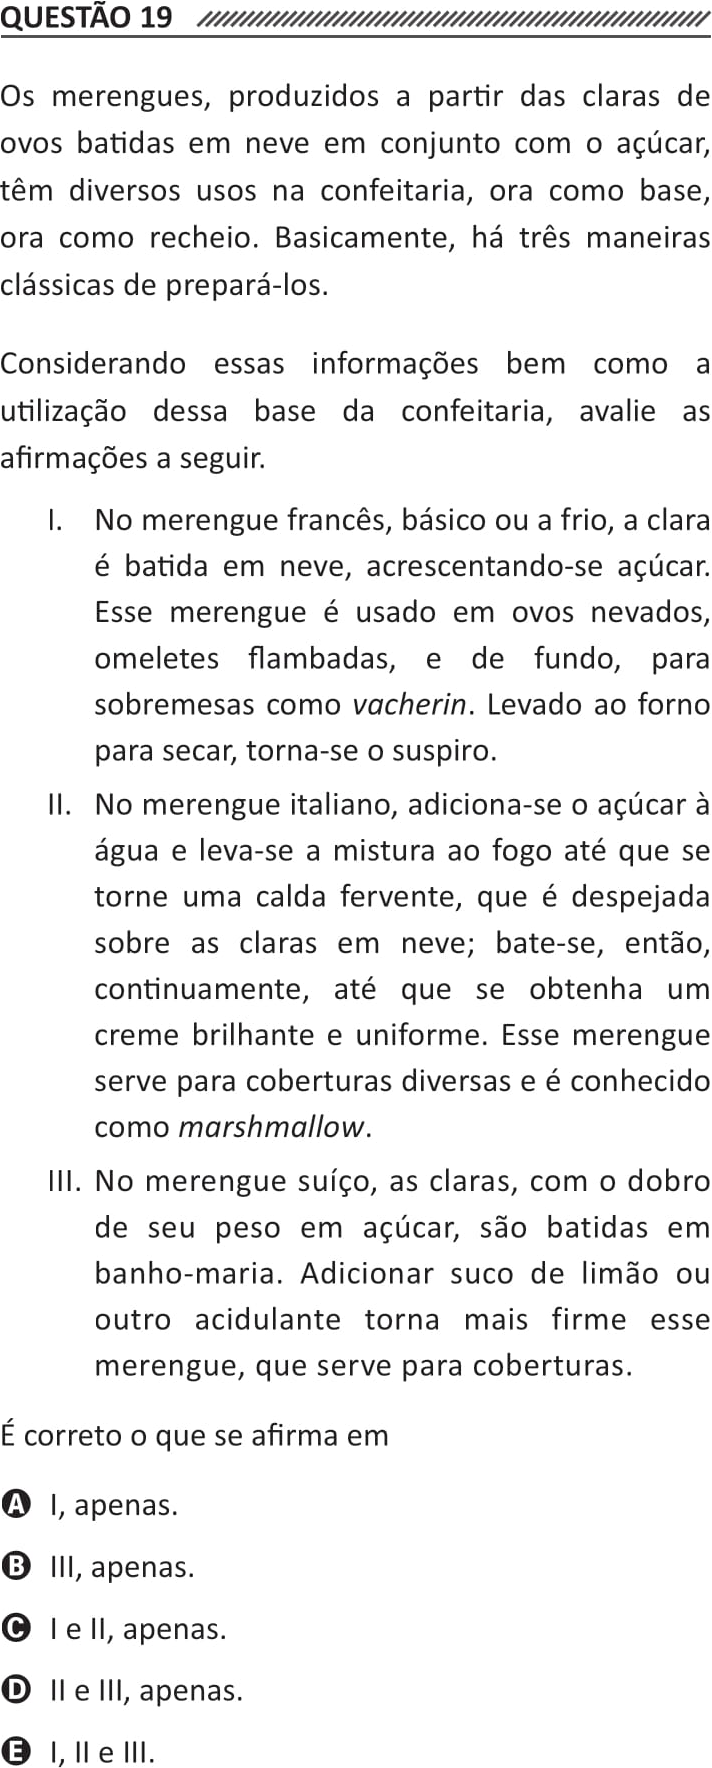 QUESTÃO 19
Os merengues, produzidos a partir das claras de
ovos batidas em neve em conjunto com o açúcar,
têm diversos usos na confeitaria, ora como base,
ora como recheio. Basicamente, há três maneiras
clássicas de prepará-los.
Considerando essas informações bem como a
utilização dessa base da confeitaria, avalie as
afirmações a seguir.
I. No merengue francês, básico ou a frio, a clara
é batida em neve, acrescentando-se açúcar.
Esse merengue é usado em ovos nevados,
omeletes flambadas, e de fundo, para
sobremesas como vacherin. Levado ao forno
para secar, torna-se o suspiro.
II. No merengue italiano, adiciona-se o açúcar à
água e leva-se a mistura ao fogo até que se
torne uma calda fervente, que é despejada
sobre as claras em neve; bate-se, então,
continuamente, até que se obtenha um
creme brilhante e uniforme. Esse merengue
serve para coberturas diversas e é conhecido
como marshmallow.
III. No merengue suíço, as claras, com o dobro
de seu peso em açúcar, são batidas em
banho-maria. Adicionar suco de limão ou
outro acidulante torna mais firme esse
merengue, que serve para coberturas.
É correto o que se afirma em
A I, apenas.
B III, apenas.
C I e II, apenas.
D II e III, apenas.
E I, II e III.